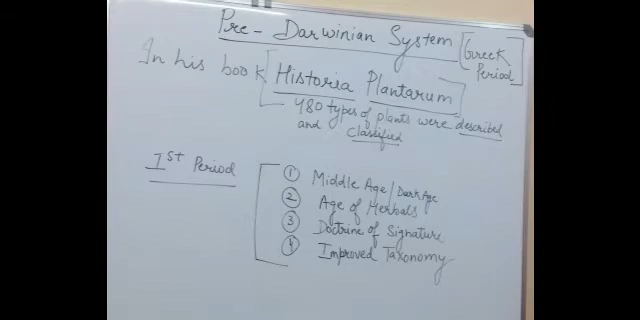 Pre - Darwinian System [Greek Period]
In his book [Historia Plantarum]
480 types of plants were described
and classified
Ist Period
① Middle Age/Dark Age
② Age of Herbals
③ Doctrine of Signature
④ Improved Taxonomy